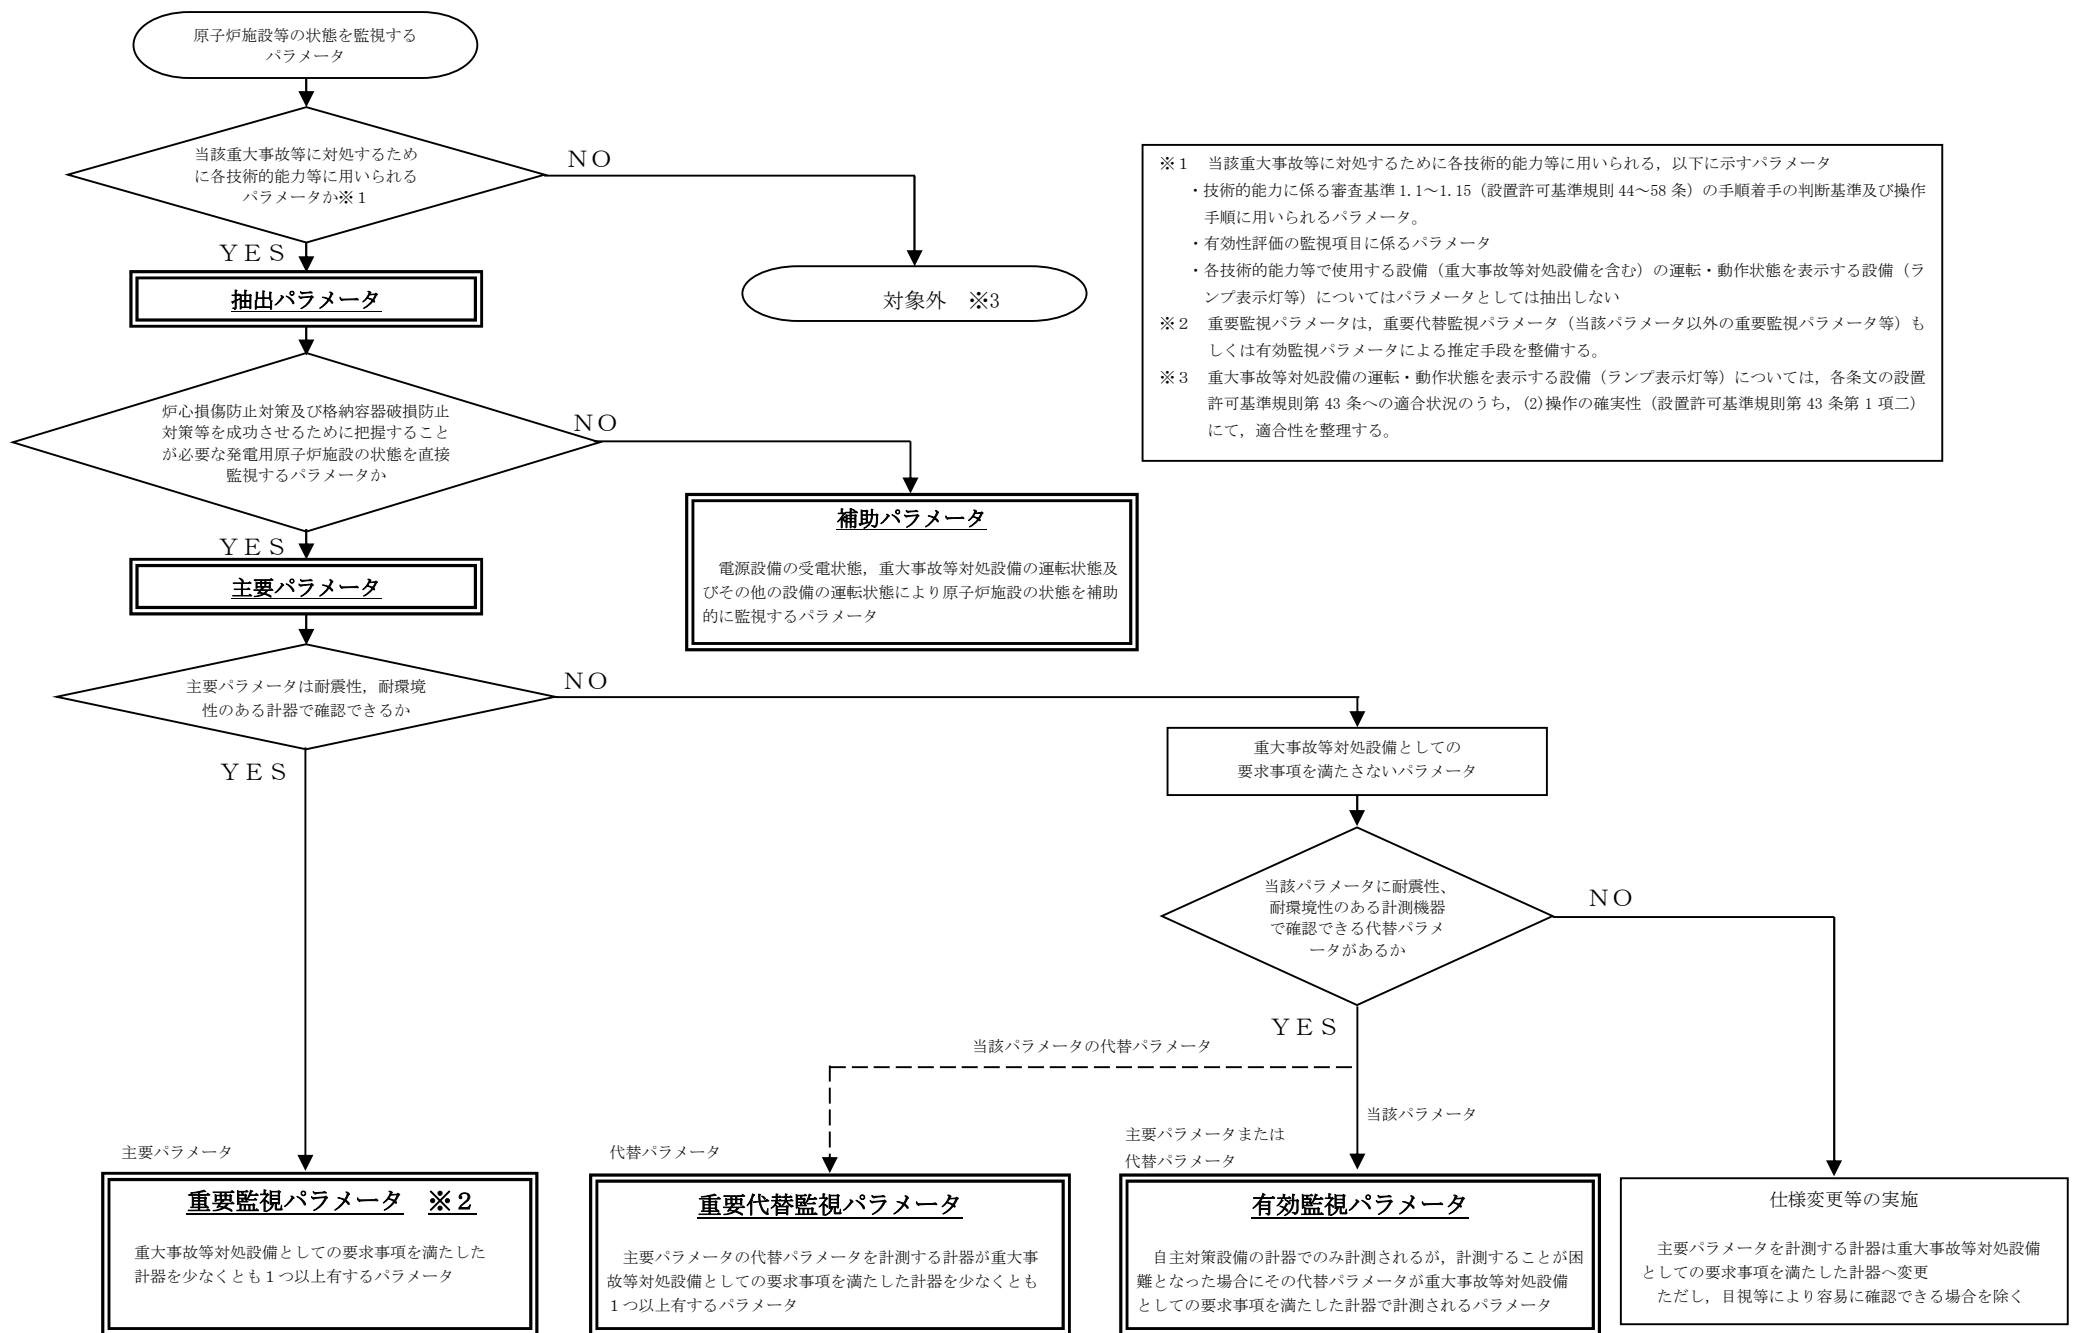 原子炉施設等の状態を監視する
パラメータ
当該重大事故等に対処するため
に各技術的能力等に用いられる
パラメータか※１
ＮＯ
ＹＥＳ
対象外　※3
※１　当該重大事故等に対処するために各技術的能力等に用いられる，以下に示すパラメータ
・技術的能力に係る審査基準 1.1～1.15（設置許可基準規則 44～58 条）の手順着手の判断基準及び操作
手順に用いられるパラメータ。
・有効性評価の監視項目に係るパラメータ
・各技術的能力等で使用する設備（重大事故等対処設備を含む）の運転・動作状態を表示する設備（ラ
ンプ表示灯等）についてはパラメータとしては抽出しない
※２　重要監視パラメータは，重要代替監視パラメータ（当該パラメータ以外の重要監視パラメータ等）も
しくは有効監視パラメータによる推定手段を整備する。
※３　重大事故等対処設備の運転・動作状態を表示する設備（ランプ表示灯等）については，各条文の設置
許可基準規則第 43 条への適合状況のうち，(2)操作の確実性（設置許可基準規則第 43 条第 1 項二）
にて，適合性を整理する。
抽出パラメータ
炉心損傷防止対策及び格納容器破損防止
対策等を成功させるために把握すること
が必要な発電用原子炉施設の状態を直接
監視するパラメータか
ＮＯ
ＹＥＳ
補助パラメータ
電源設備の受電状態，重大事故等対処設備の運転状態及
びその他の設備の運転状態により原子炉施設の状態を補助
的に監視するパラメータ
主要パラメータ
主要パラメータは耐震性，耐環境
性のある計器で確認できるか
ＮＯ
ＹＥＳ
重大事故等対処設備としての
要求事項を満たさないパラメータ
当該パラメータに耐震性、
耐環境性のある計測機器
で確認できる代替パラメ
ータがあるか
ＮＯ
ＹＥＳ
当該パラメータの代替パラメータ
当該パラメータ
主要パラメータ
重要監視パラメータ　※２
重大事故等対処設備としての要求事項を満たした
計器を少なくとも１つ以上有するパラメータ
代替パラメータ
重要代替監視パラメータ
主要パラメータの代替パラメータを計測する計器が重大事
故等対処設備としての要求事項を満たした計器を少なくとも
１つ以上有するパラメータ
主要パラメータまたは
代替パラメータ
有効監視パラメータ
自主対策設備の計器でのみ計測されるが，計測することが困
難となった場合にその代替パラメータが重大事故等対処設備
としての要求事項を満たした計器で計測されるパラメータ
仕様変更等の実施
主要パラメータを計測する計器は重大事故等対処設備
としての要求事項を満たした計器へ変更
ただし，目視等により容易に確認できる場合を除く